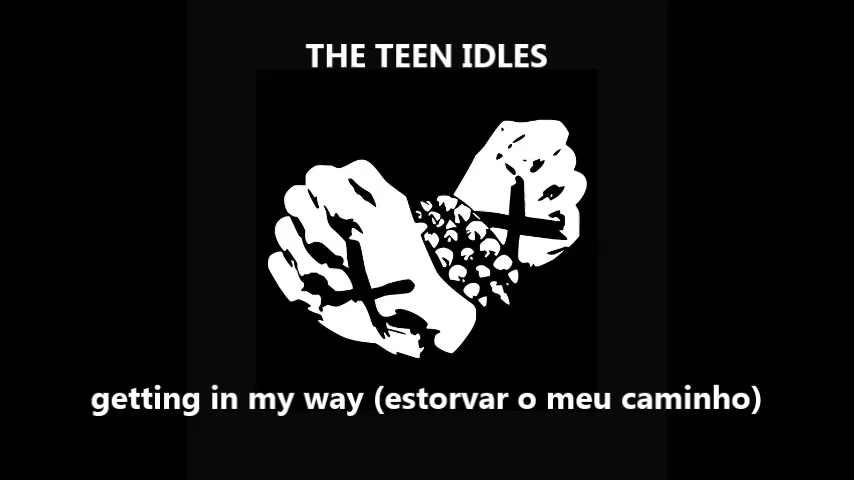 THE TEEN IDLES
getting in my way (estorvar o meu caminho)